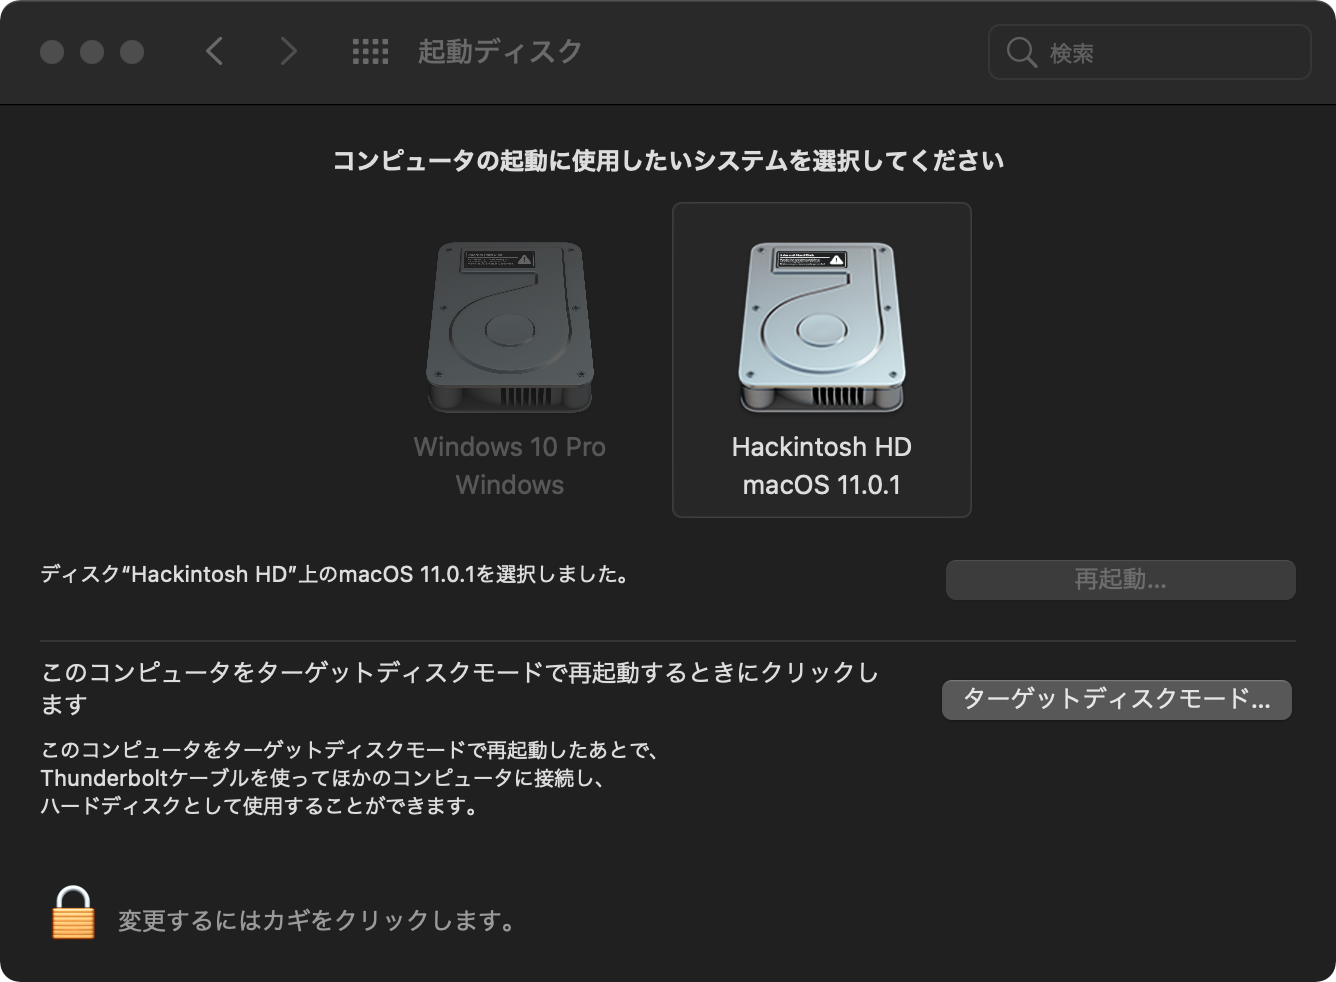 起動ディスク
検索
コンピュータの起動に使用したいシステムを選択してください
Windows 10 Pro
Windows
Hackintosh HD
macOS 11.0.1
ディスク“Hackintosh HD”上のmacOS 11.0.1を選択しました。
再起動...
このコンピュータをターゲットディスクモードで再起動するときにクリックし
ます
ターゲットディスクモード...
このコンピュータをターゲットディスクモードで再起動したあとで、
Thunderboltケーブルを使ってほかのコンピュータに接続し、
ハードディスクとして使用することができます。
変更するにはカギをクリックします。